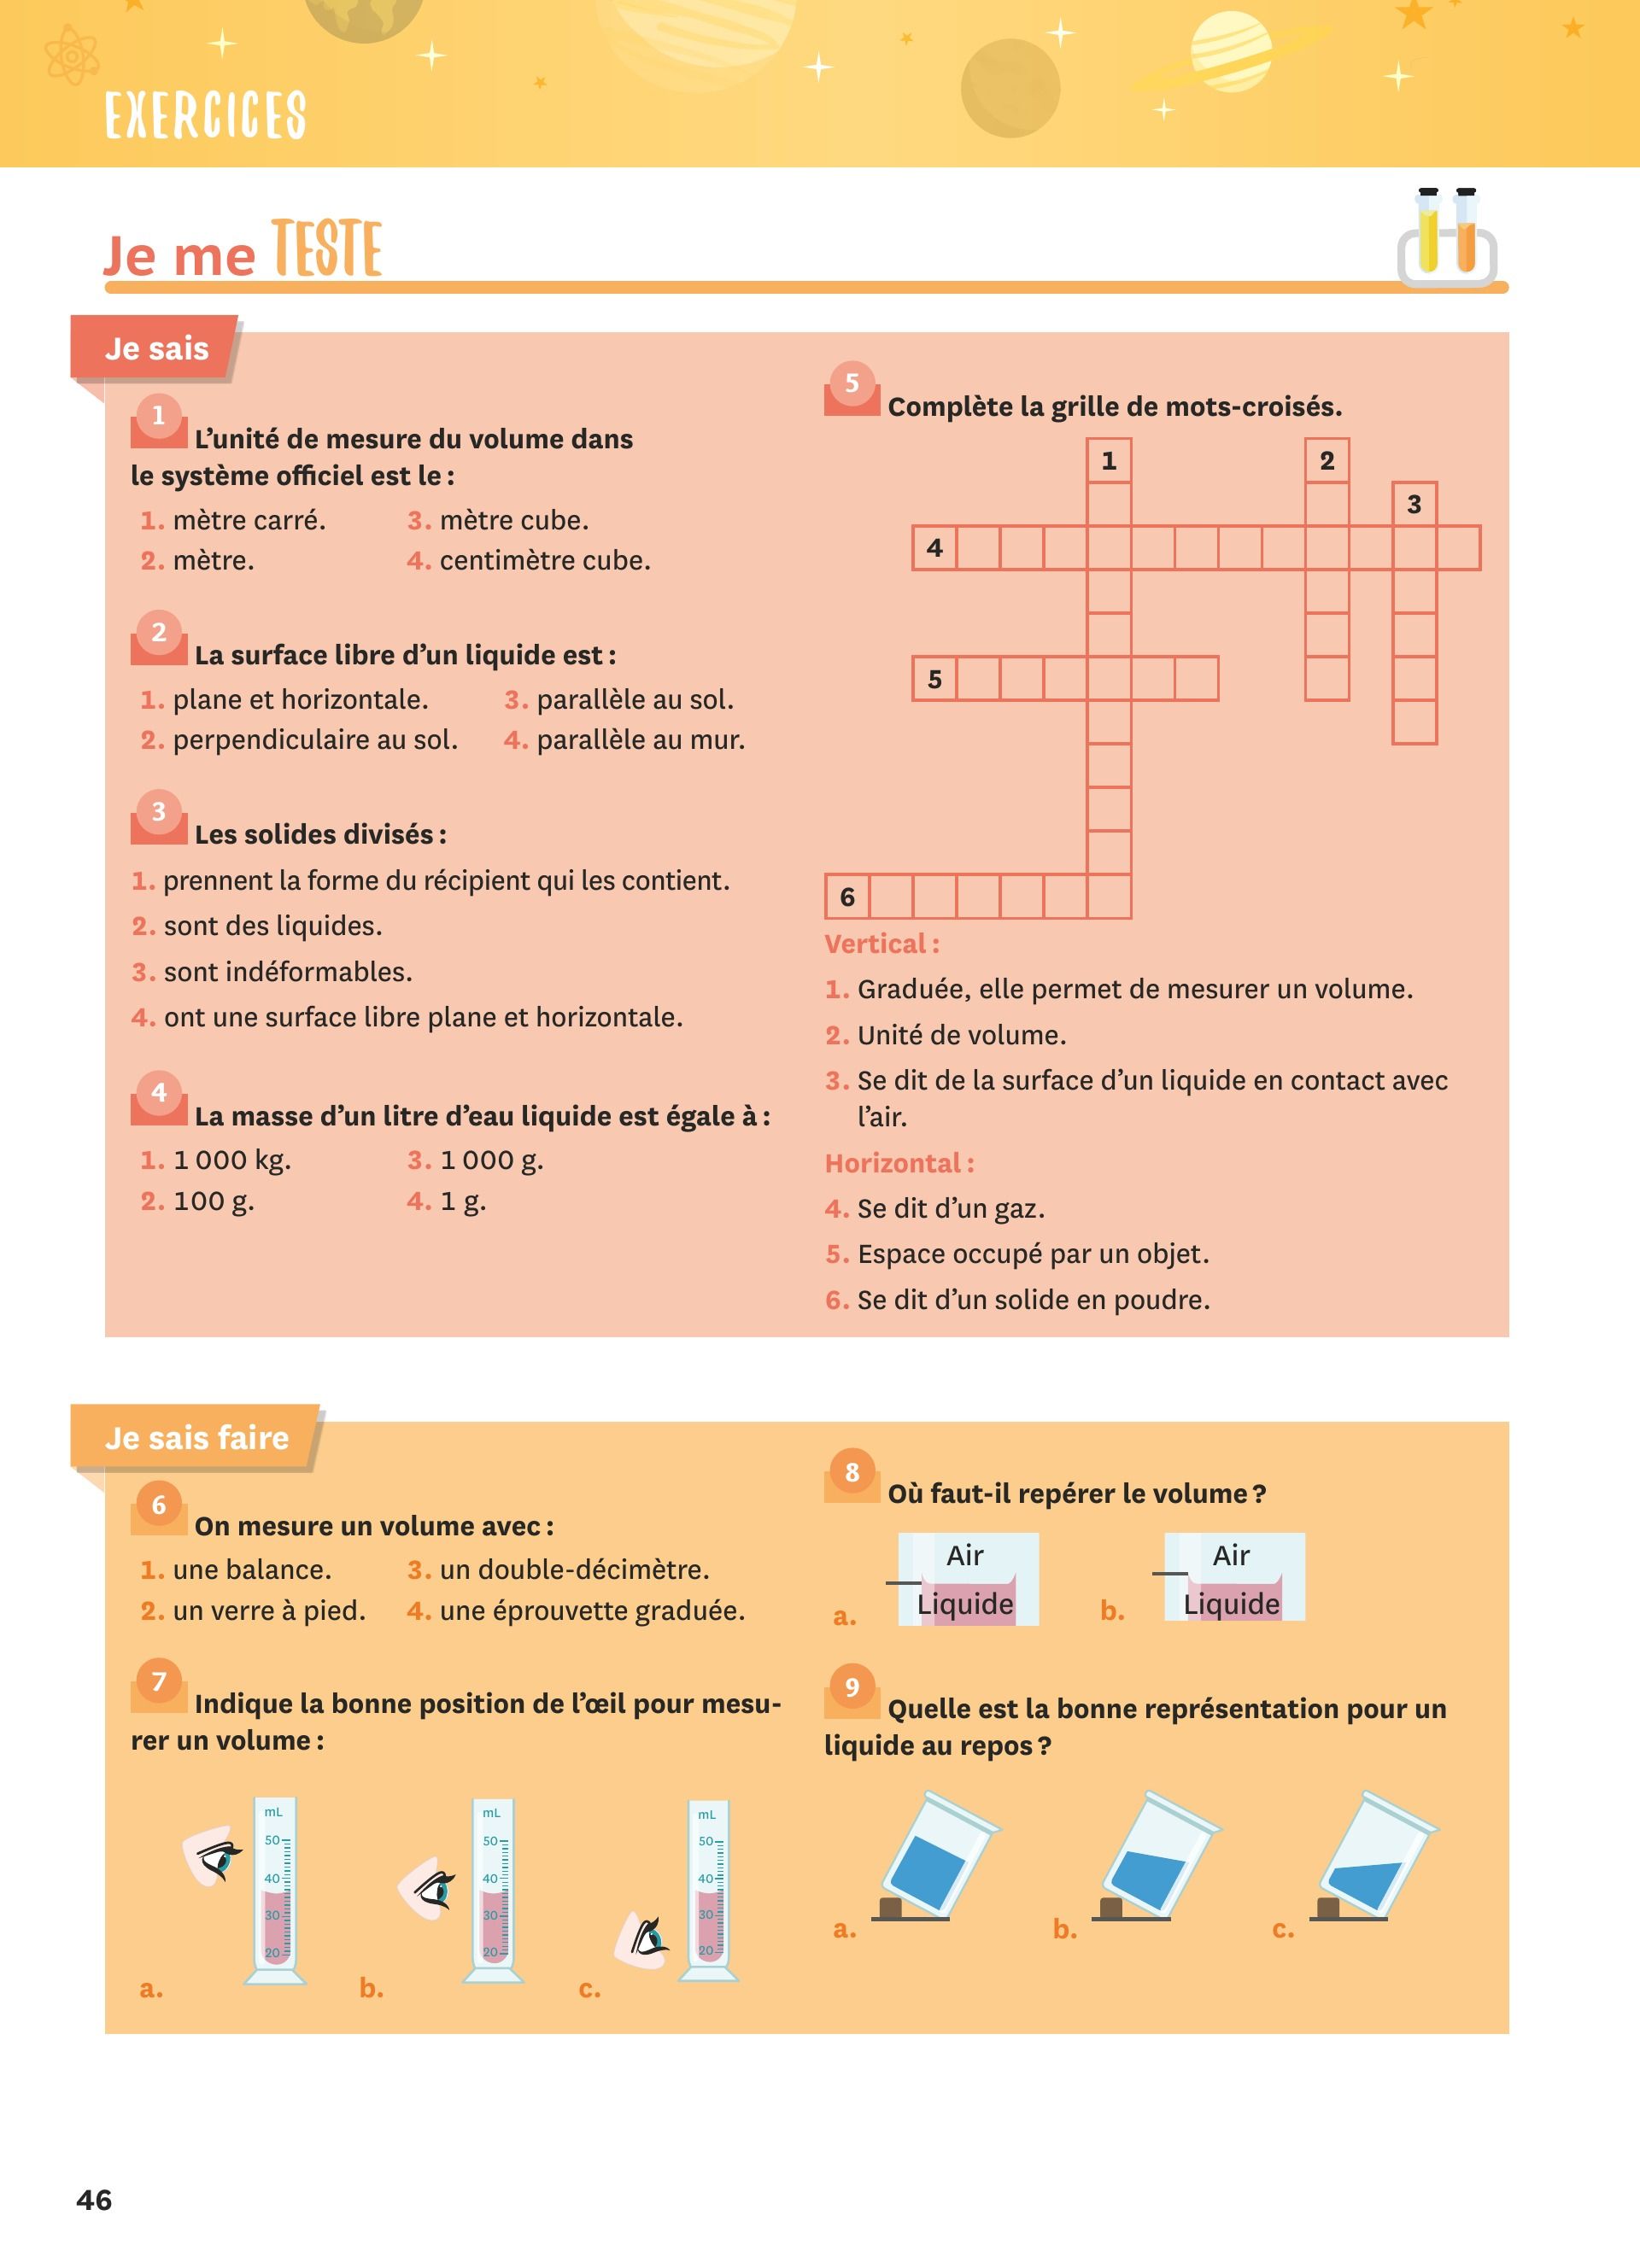 EXERCICES
Je me TESTE
Je sais
1 L’unité de mesure du volume dans
le système officiel est le :
1. mètre carré.
2. mètre.
3. mètre cube.
4. centimètre cube.
2 La surface libre d’un liquide est :
1. plane et horizontale.
2. perpendiculaire au sol.
3. parallèle au sol.
4. parallèle au mur.
3 Les solides divisés :
1. prennent la forme du récipient qui les contient.
2. sont des liquides.
3. sont indéformables.
4. ont une surface libre plane et horizontale.
4 La masse d’un litre d’eau liquide est égale à :
1. 1 000 kg.
2. 100 g.
3. 1 000 g.
4. 1 g.
5 Complète la grille de mots-croisés.
1
2
3
4
5
6
Vertical :
1. Graduée, elle permet de mesurer un volume.
2. Unité de volume.
3. Se dit de la surface d’un liquide en contact avec
l’air.
Horizontal :
4. Se dit d’un gaz.
5. Espace occupé par un objet.
6. Se dit d’un solide en poudre.
Je sais faire
6 On mesure un volume avec :
1. une balance.
2. un verre à pied.
3. un double-décimètre.
4. une éprouvette graduée.
7 Indique la bonne position de l’œil pour mesu-
rer un volume :
mL
50
40
30
20
a.
mL
50
40
30
20
b.
mL
50
40
30
20
c.
8 Où faut-il repérer le volume ?
Air
Liquide
a.
Air
Liquide
b.
9 Quelle est la bonne représentation pour un
liquide au repos ?
a.
b.
c.
46